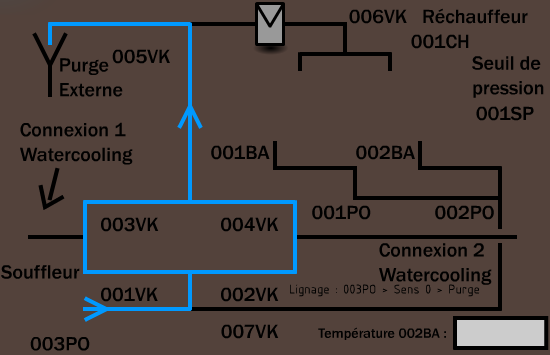 006VK Réchauffeur
001CH
005VK
Purge
Externe
Seuil de
pression
001SP
Connexion 1
Watercooling
001BA 002BA
003VK 004VK 001PO 002PO
Connexion 2
Watercooling
Souffleur
001VK 002VK Lignage : 003PO > Sens 0 > Purge
007VK Température 002BA :
003PO